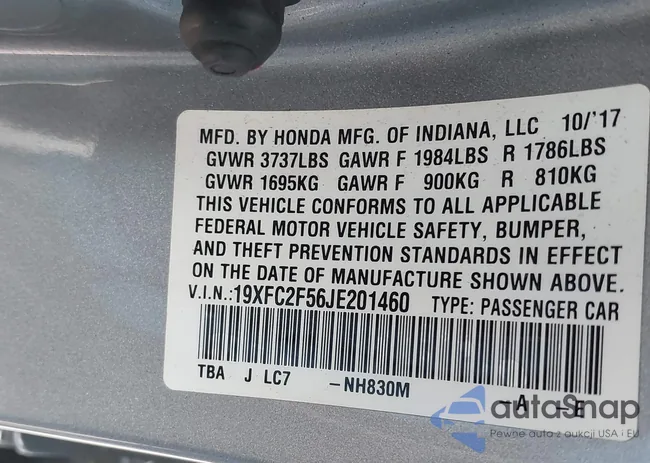 MFD. BY HONDA MFG. OF INDIANA, LLC 10/'17
GVWR 3737LBS GAWR F 1984LBS R 1786LBS
GVWR 1695KG GAWR F 900KG R 810KG
THIS VEHICLE CONFORMS TO ALL APPLICABLE
FEDERAL MOTOR VEHICLE SAFETY, BUMPER,
AND THEFT PREVENTION STANDARDS IN EFFECT
ON THE DATE OF MANUFACTURE SHOWN ABOVE.
V.I.N.:19XFC2F56JE201460 TYPE: PASSENGER CAR
TBA J LC7 -NH830M -A -E
autoSnap
Pewne auta z aukcji USA i EU